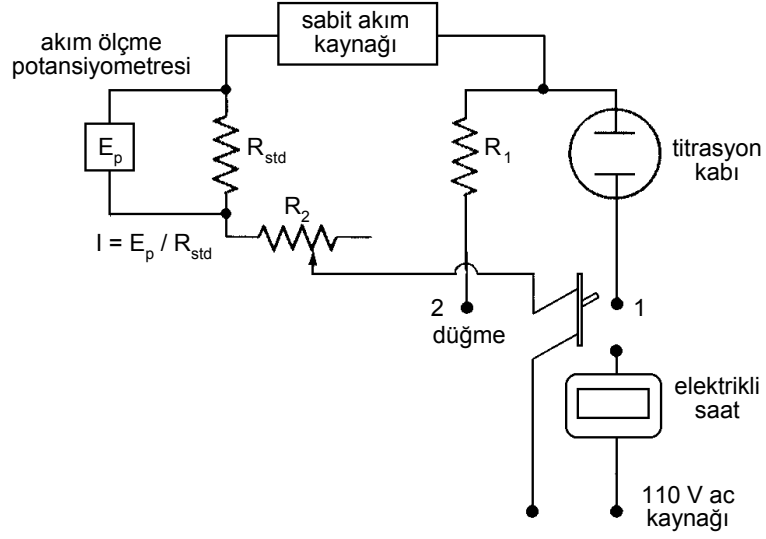 sabit akım
kaynağı
akım ölçme
potansiyometresi
E_p
R_std
R_1
titrasyon
kabı
R_2
I = E_p / R_std
2
1
düğme
elektrikli
saat
110 V ac
kaynağı